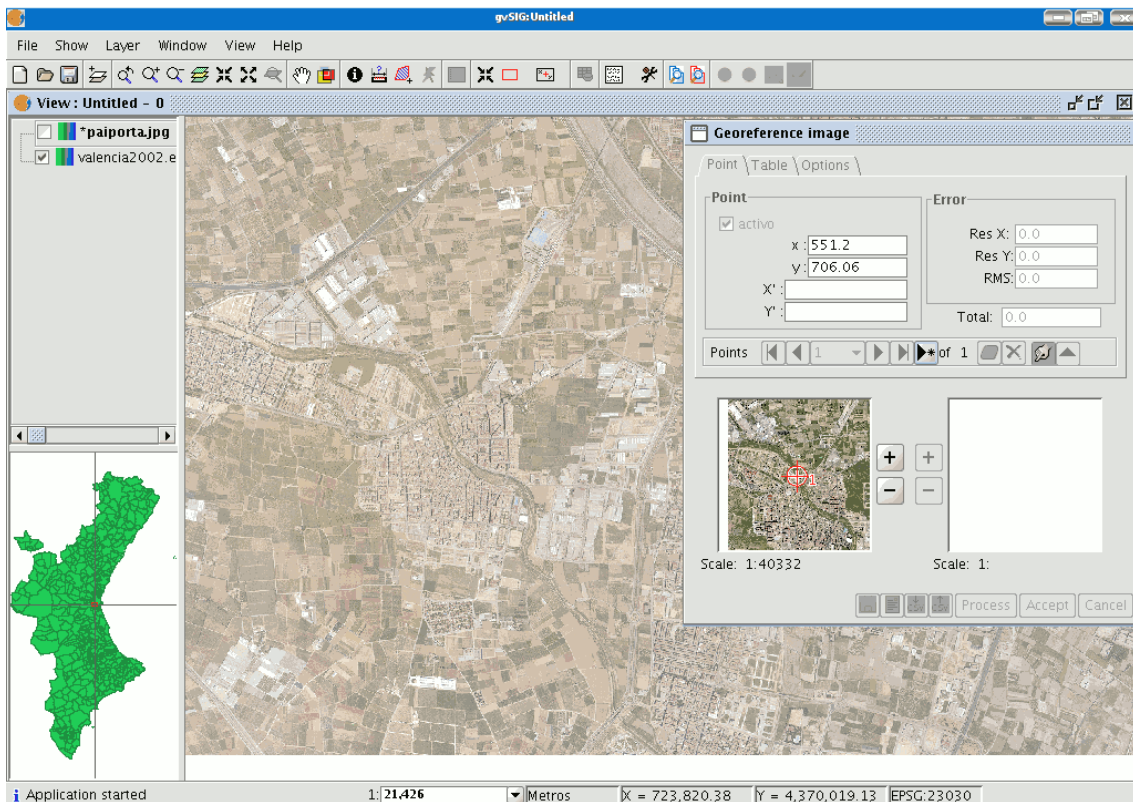 gvSIG:Untitled
File Show Layer Window View Help
View : Untitled - 0
*paiporta.jpg
valencia2002.e
Georeference image
Point Table Options
Point
activo
x : 551.2
y : 706.06
X' :
Y' :
Error
Res X: 0.0
Res Y: 0.0
RMS: 0.0
Total: 0.0
Points 1 of 1
1
+ +
− −
Scale: 1:40332 Scale: 1:
Process Accept Cancel
i Application started 1: 21,426 Metros X = 723,820.38 Y = 4,370,019.13 EPSG:23030